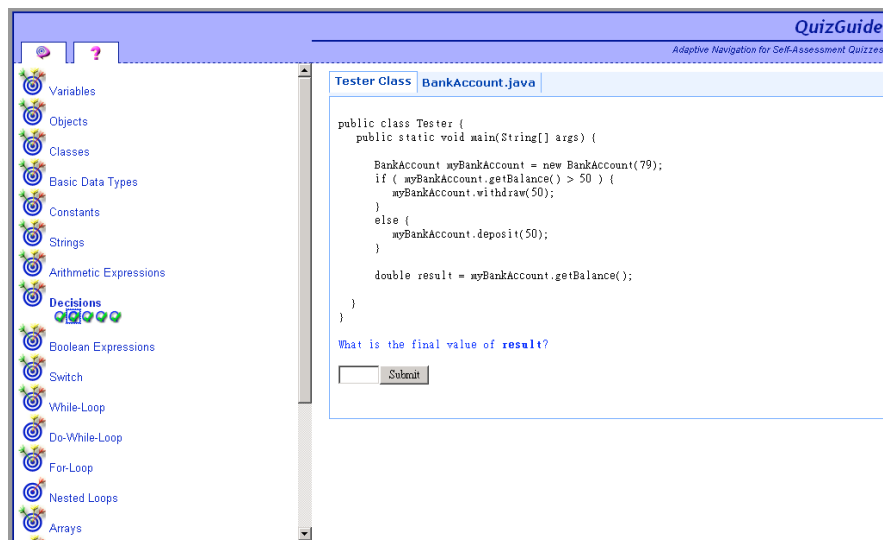 QuizGuide
Adaptive Navigation for Self-Assessment Quizzes
?
Variables
Objects
Classes
Basic Data Types
Constants
Strings
Arithmetic Expressions
Decisions
Boolean Expressions
Switch
While-Loop
Do-While-Loop
For-Loop
Nested Loops
Arrays
Tester Class BankAccount.java
public class Tester {
public static void main(String[] args) {
BankAccount myBankAccount = new BankAccount(79);
if ( myBankAccount.getBalance() > 50 ) {
myBankAccount.withdraw(50);
}
else {
myBankAccount.deposit(50);
}
double result = myBankAccount.getBalance();
}
}
What is the final value of result?
Submit